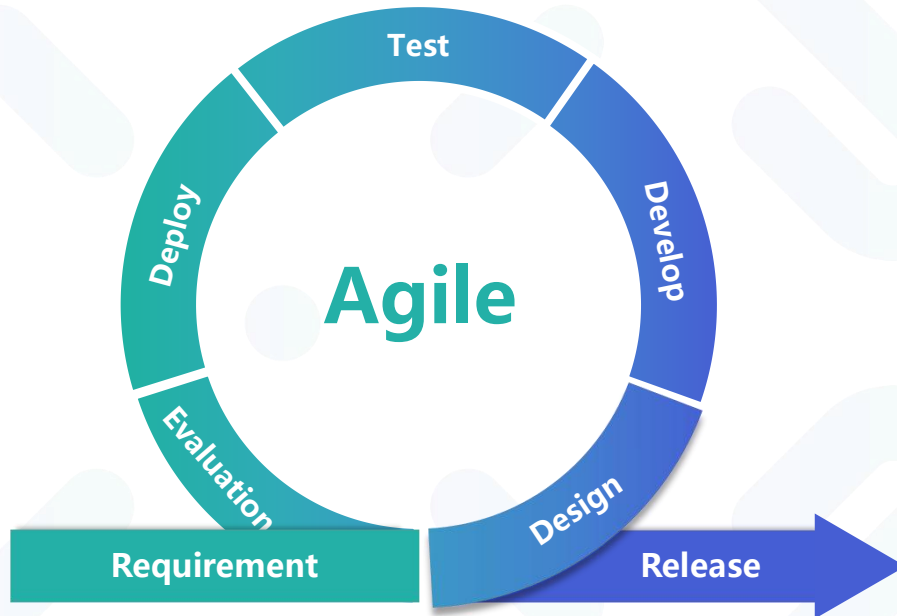 Test
Develop
Deploy
Agile
Evaluation
Design
Requirement
Release